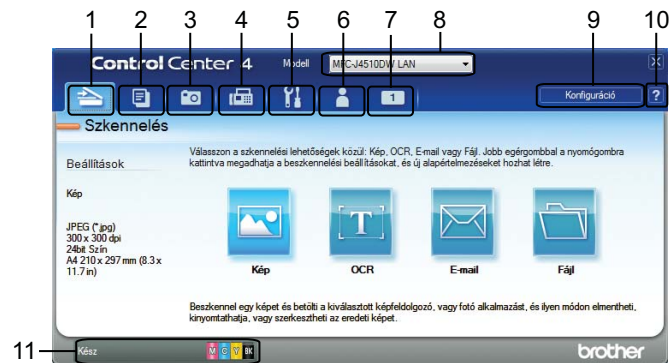 1 2 3 4 5 6 7 8 9 10
Control Center 4 Modell MFC-J4510DW LAN
1 Konfiguráció ?
Szkennelés
Beállítások
Válasszon a szkennelési lehetőségek közül: Kép, OCR, E-mail vagy Fájl. Jobb egérgombbal a nyomógombra
kattintva megadhatja a beszkennelési beállításokat, és új alapértelmezéseket hozhat létre.
Kép
JPEG (*.jpg)
300 x 300 dpi
24bit Szín
A4 210 x 297 mm (8.3 x
11.7 in)
T
Kép OCR E-mail Fájl
Beszkennel egy képet és betölti a kiválasztott képfeldolgozó, vagy fotó alkalmazást, és ilyen módon elmentheti,
kinyomtathatja, vagy szerkesztheti az eredeti képet.
11 Kész M C Y BK brother